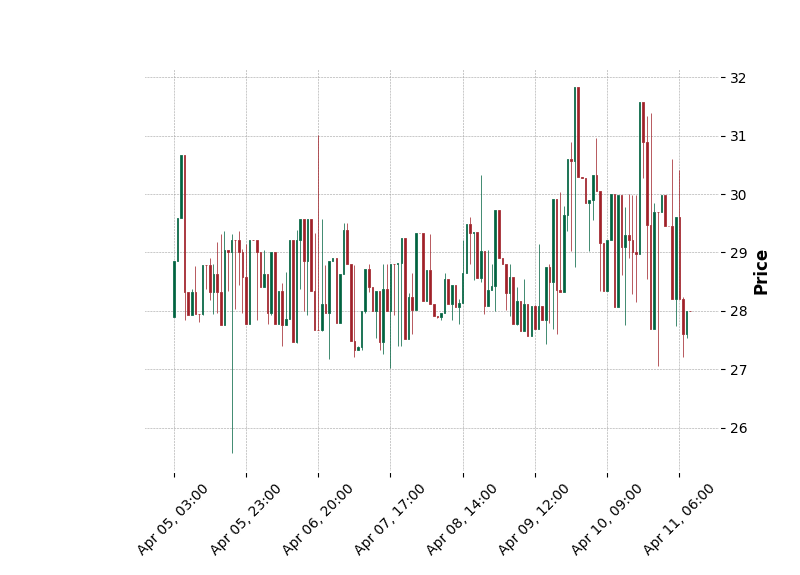 32
31
30
29
28
27
26
Price
Apr 05, 03:00
Apr 05, 23:00
Apr 06, 20:00
Apr 07, 17:00
Apr 08, 14:00
Apr 09, 12:00
Apr 10, 09:00
Apr 11, 06:00